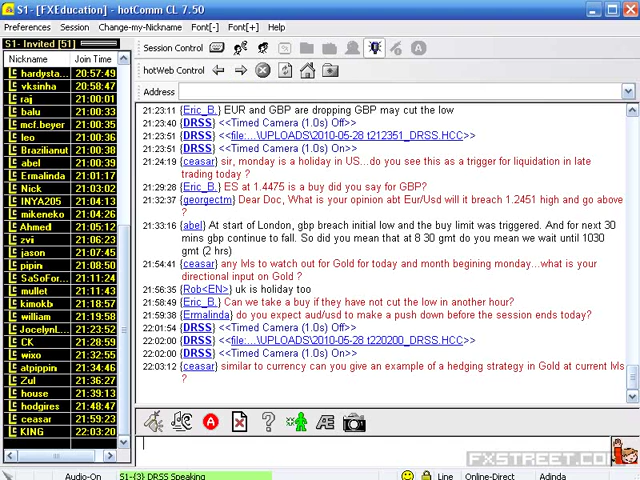 S1- [FXEducation] - hotComm CL 7.50
Preferences Session Change-my-Nickname Font[-] Font[+] Help
S1- Invited [51]
Session Control
Nickname Join Time
hotWeb Control
Address
hardysta... 20:57:49
vksinha 20:58:47
raj 21:00:01
balu 21:00:33
mcf.beyer 21:00:21
leo 21:00:36
Brazilianut 21:00:38
abel 21:00:39
Ermalinda 21:01:17
Nick 21:03:02
INYA205 21:04:13
mikeneko 21:04:26
Ahmed 21:05:12
zvi 21:06:23
jason 21:07:45
pipin 21:08:50
SaSoFor... 21:10:24
mullet 21:11:43
kimokb 21:18:57
william 21:19:58
JocelynL... 21:23:52
CK 21:28:59
wixo 21:32:55
atpippin 21:34:46
Zul 21:36:27
house 21:39:13
hodgires 21:48:47
ceasar 21:59:23
KING 22:03:20
21:23:11 {Eric_B.} EUR and GBP are dropping GBP may cut the low
21:23:40 {DRSS} <<Timed Camera (1.0s) Off>>
21:23:51 {DRSS} <<file:...\UPLOADS\2010-05-28 t212351_DRSS.HCC>>
21:23:51 {DRSS} <<Timed Camera (1.0s) On>>
21:24:19 {ceasar} sir, monday is a holiday in US...do you see this as a trigger for liquidation in late
trading today ?
21:29:28 {Eric_B.} ES at 1.4475 is a buy did you say for GBP?
21:32:37 {georgectm} Dear Doc, What is your opinion abt Eur/Usd will it breach 1.2451 high and go above
?
21:33:16 {abel} At start of London, gbp breach initial low and the buy limit was triggered. And for next 30
mins gbp continue to fall. So did you mean that at 8 30 gmt do you mean we wait until 1030
gmt (2 hrs)
21:54:41 {ceasar} any lvls to watch out for Gold for today and month begining monday...what is your
directional input on Gold ?
21:56:35 {Rob<EN>} uk is holiday too
21:58:49 {Eric_B.} Can we take a buy if they have not cut the low in another hour?
21:59:38 {Ermalinda} do you expect aud/usd to make a push down before the session ends today?
22:01:54 {DRSS} <<Timed Camera (1.0s) Off>>
22:02:00 {DRSS} <<file:...\UPLOADS\2010-05-28 t220200_DRSS.HCC>>
22:02:00 {DRSS} <<Timed Camera (1.0s) On>>
22:03:12 {ceasar} similar to currency can you give an example of a hedging strategy in Gold at current lvls
?
FXSTREET.CO
Audio-On S1-{3} DRSS Speaking Line Online-Direct Adinda